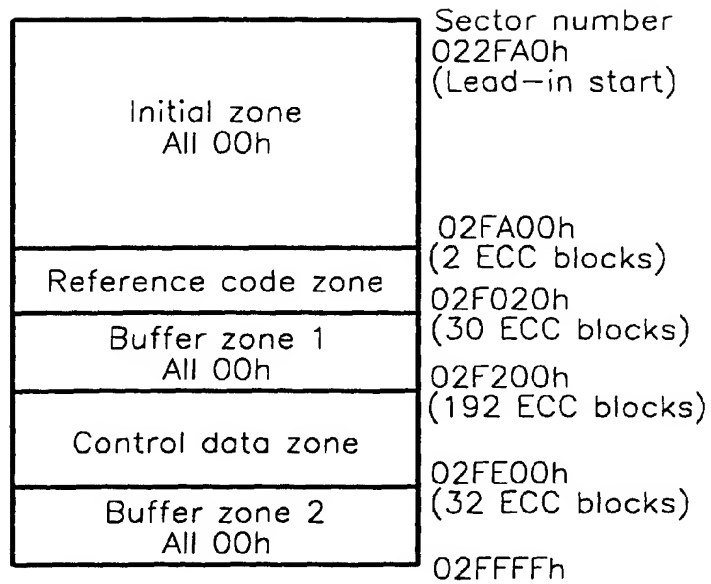 Sector number
022FA0h
(Lead-in start)
Initial zone
All 00h
02FA00h
(2 ECC blocks)
Reference code zone
02F020h
(30 ECC blocks)
Buffer zone 1
All 00h
02F200h
(192 ECC blocks)
Control data zone
02FE00h
(32 ECC blocks)
Buffer zone 2
All 00h
02FFFFh